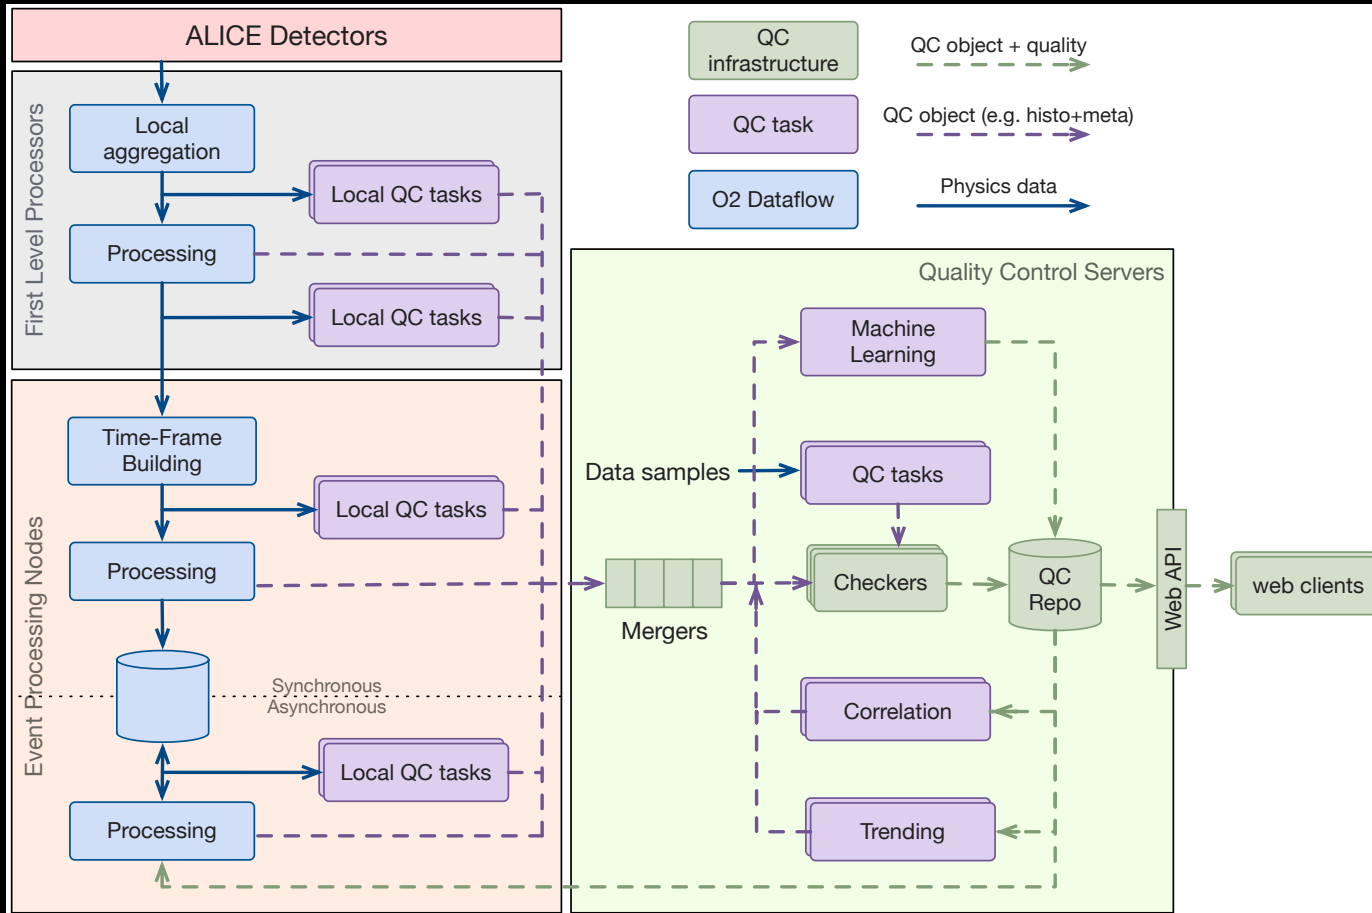 ALICE Detectors
First Level Processors
Local
aggregation
Local QC tasks
Processing
Local QC tasks
Event Processing Nodes
Time-Frame
Building
Local QC tasks
Processing
Synchronous
Asynchronous
Local QC tasks
Processing
QC
infrastructure
QC object + quality
QC task
QC object (e.g. histo+meta)
O2 Dataflow
Physics data
Quality Control Servers
Machine
Learning
Data samples
QC tasks
Mergers
Checkers
QC
Repo
Web API
web clients
Correlation
Trending